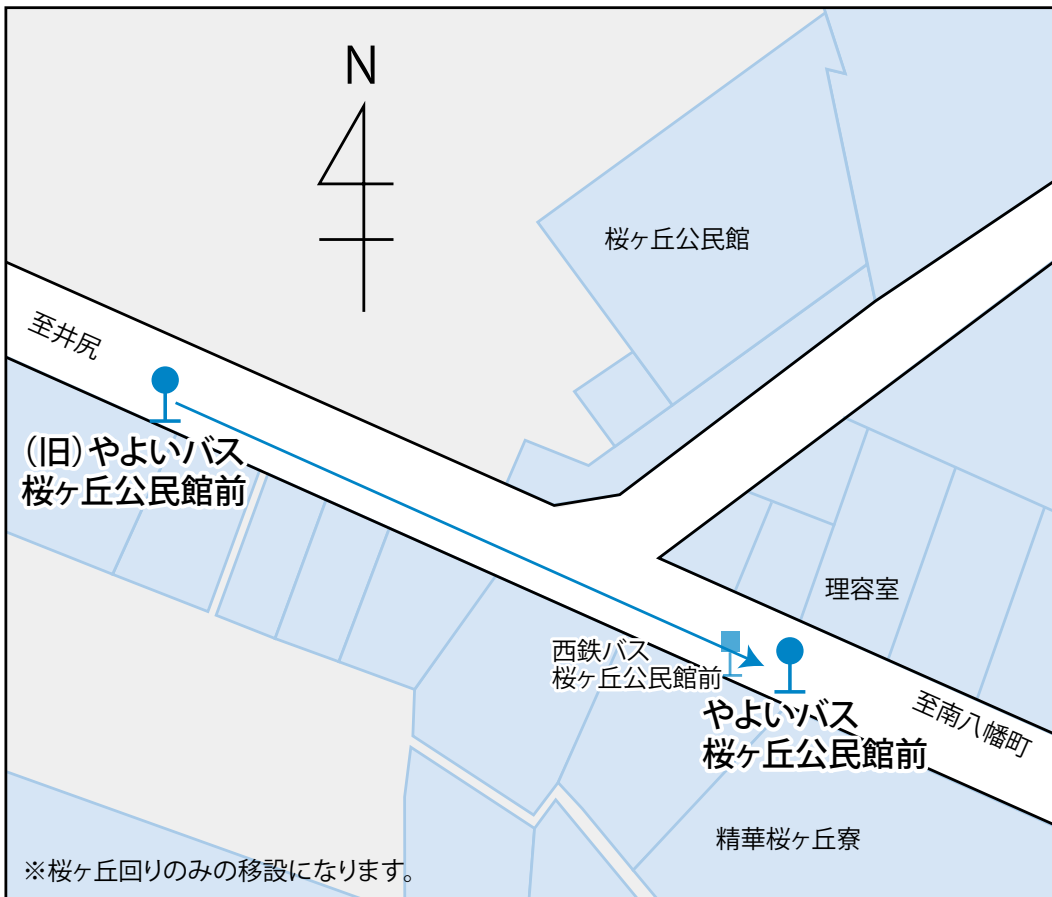 N
桜ヶ丘公民館
至井尻
（旧）やよいバス
桜ヶ丘公民館前
理容室
西鉄バス
桜ヶ丘公民館前
やよいバス
桜ヶ丘公民館前
至南八幡町
精華桜ヶ丘寮
※桜ヶ丘回りのみの移設になります。